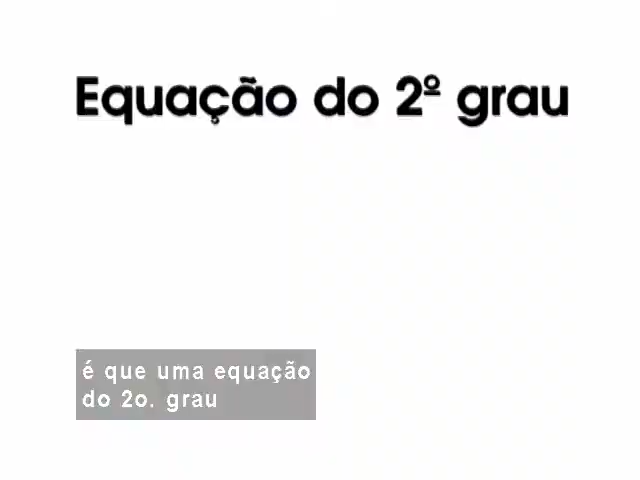 Equação do 2º grau
é que uma equação
do 2o. grau